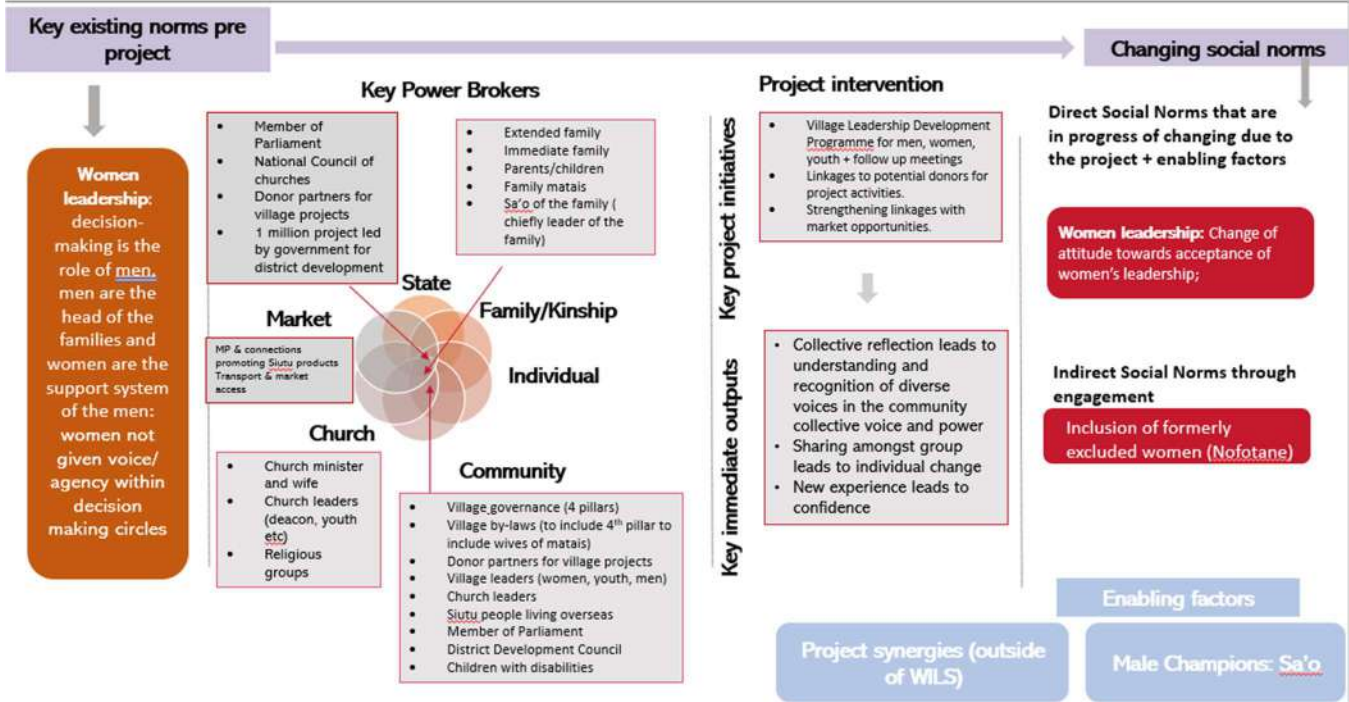 Key existing norms pre
project
Changing social norms
Women
leadership:
decision-
making is the
role of men,
men are the
head of the
families and
women are the
support system
of the men:
women not
given voice/
agency within
decision
making circles
Key Power Brokers
• Member of
Parliament
• National Council of
churches
• Donor partners for
village projects
• 1 million project led
by government for
district development
• Extended family
• Immediate family
• Parents/children
• Family matais
• Sa'o of the family (
chiefly leader of the
family)
State
Family/Kinship
Market
MP & connections
promoting Siutu products
Transport & market
access
Individual
Church
• Church minister
and wife
• Church leaders
(deacon, youth
etc)
• Religious
groups
Community
• Village governance (4 pillars)
• Village by-laws (to include 4th pillar to
include wives of matais)
• Donor partners for village projects
• Village leaders (women, youth, men)
• Church leaders
• Siutu people living overseas
• Member of Parliament
• District Development Council
• Children with disabilities
Project intervention
Key project initiatives
• Village Leadership Development
Programme for men, women,
youth + follow up meetings
• Linkages to potential donors for
project activities.
• Strengthening linkages with
market opportunities.
Key immediate outputs
• Collective reflection leads to
understanding and
recognition of diverse
voices in the community
collective voice and power
• Sharing amongst group
leads to individual change
• New experience leads to
confidence
Direct Social Norms that are
in progress of changing due to
the project + enabling factors
Women leadership: Change of
attitude towards acceptance of
women's leadership;
Indirect Social Norms through
engagement
Inclusion of formerly
excluded women (Nofotane)
Enabling factors
Project synergies (outside
of WILS)
Male Champions: Sa'o